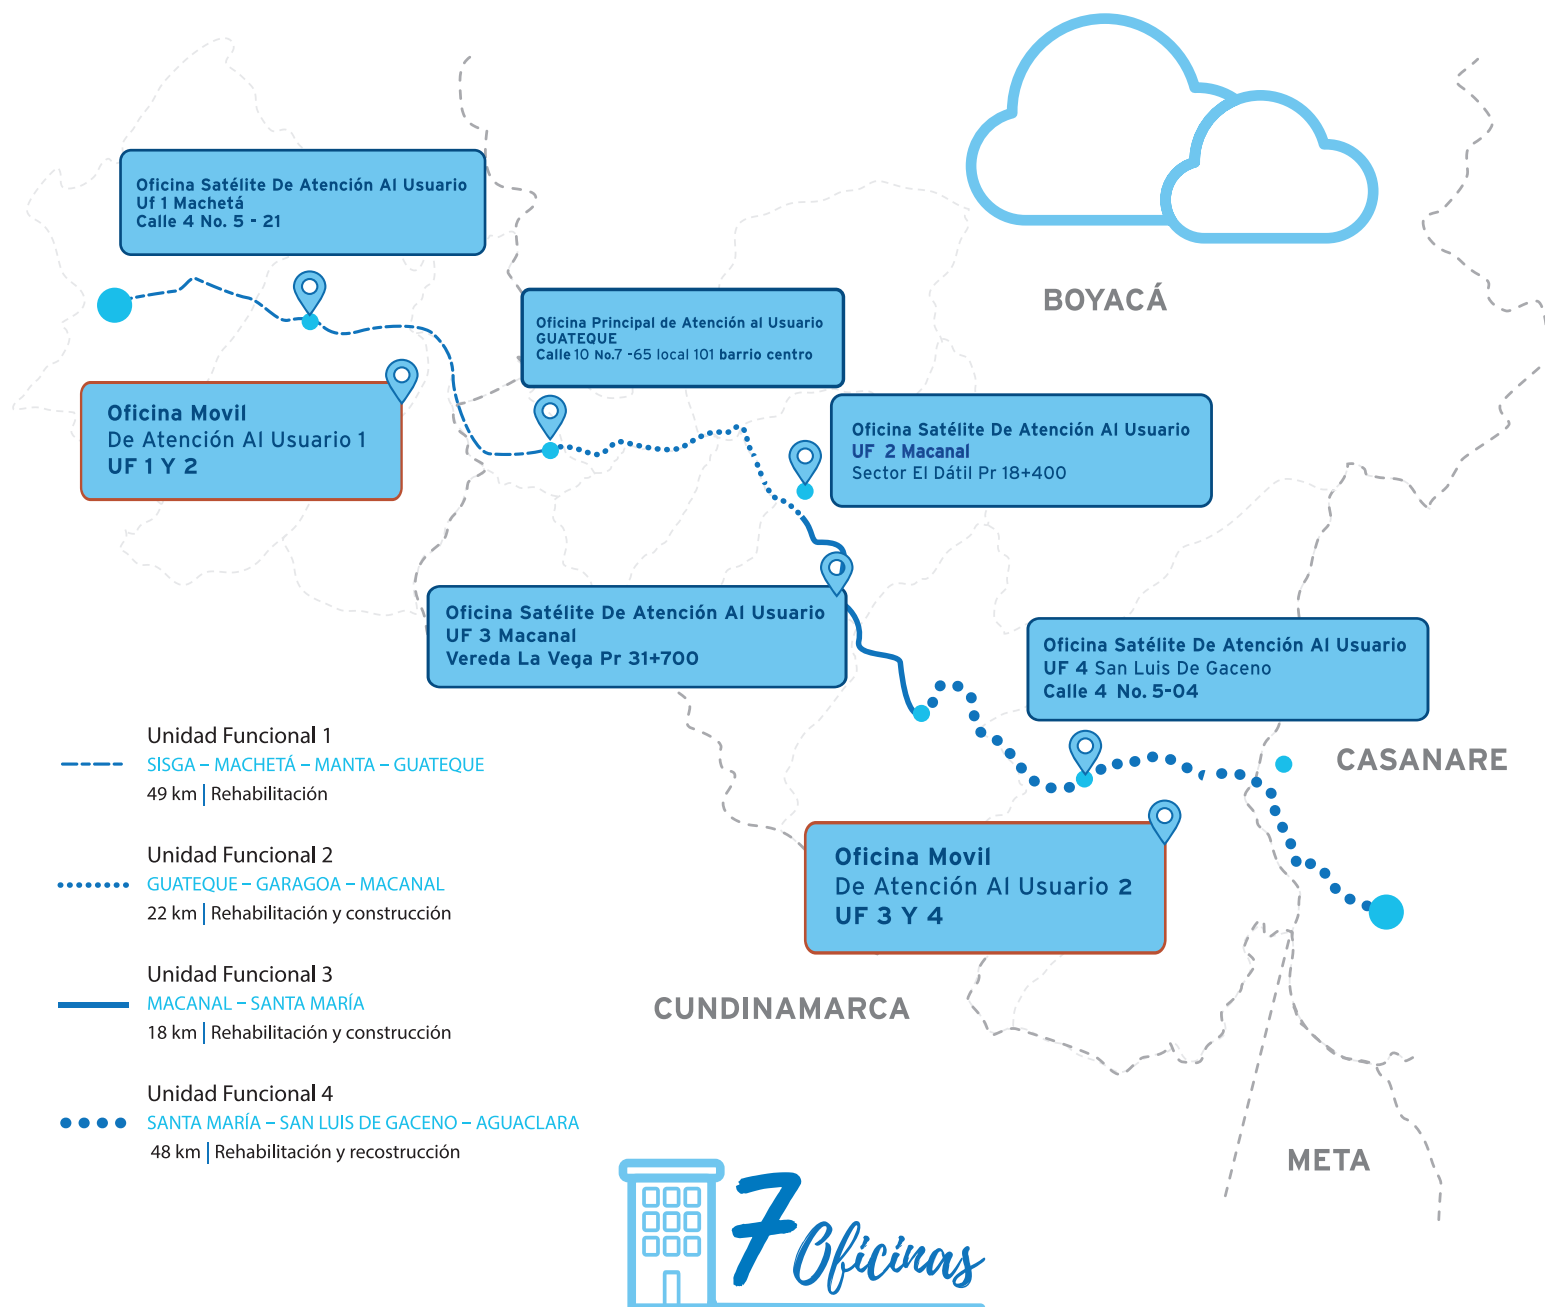 Oficina Satélite De Atención Al Usuario
Uf 1 Machetá
Calle 4 No. 5 - 21
BOYACÁ
Oficina Principal de Atención al Usuario
GUATEQUE
Calle 10 No.7 -65 local 101 barrio centro
Oficina Movil
De Atención Al Usuario 1
UF 1 Y 2
Oficina Satélite De Atención Al Usuario
UF 2 Macanal
Sector El Dátil Pr 18+400
Oficina Satélite De Atención Al Usuario
UF 3 Macanal
Vereda La Vega Pr 31+700
Oficina Satélite De Atención Al Usuario
UF 4 San Luis De Gaceno
Calle 4 No. 5-04
CASANARE
Unidad Funcional 1
SISGA – MACHETÁ – MANTA – GUATEQUE
49 km | Rehabilitación
Unidad Funcional 2
GUATEQUE – GARAGOA – MACANAL
22 km | Rehabilitación y construcción
Unidad Funcional 3
MACANAL – SANTA MARÍA
18 km | Rehabilitación y construcción
Unidad Funcional 4
SANTA MARÍA – SAN LUIS DE GACENO – AGUACLARA
48 km | Rehabilitación y recostrucción
Oficina Movil
De Atención Al Usuario 2
UF 3 Y 4
CUNDINAMARCA
META
7 Oficinas